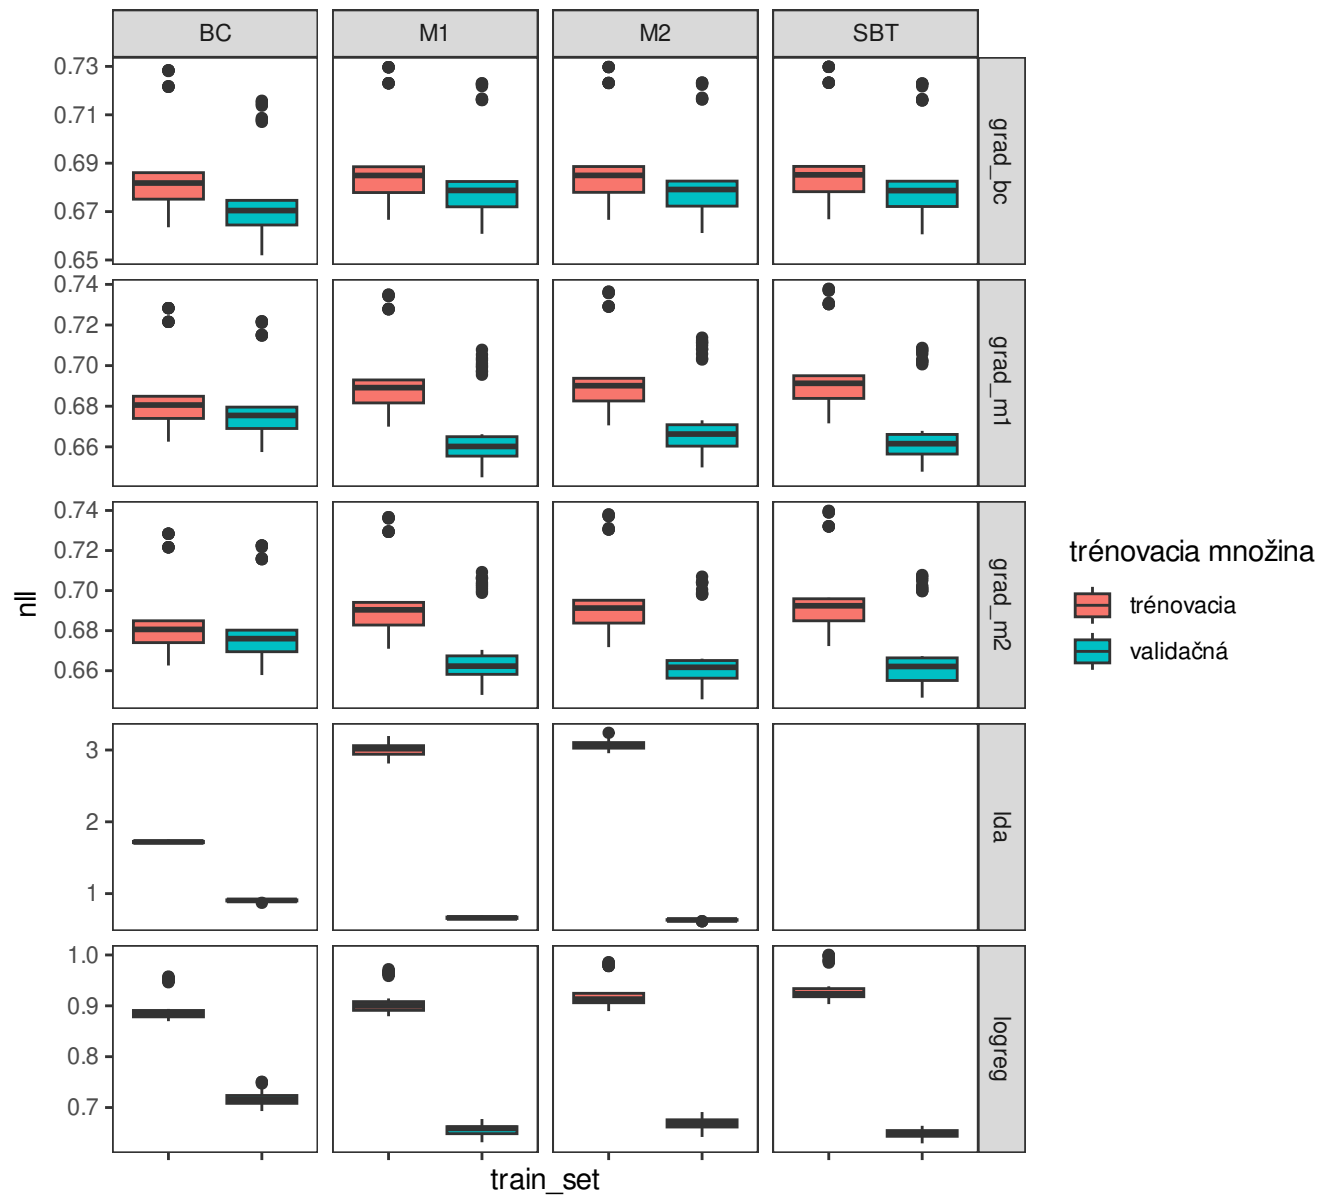 BC M1 M2 SBT
0.73
0.71
0.69
0.67
0.65
grad_bc
0.74
0.72
0.70
0.68
0.66
grad_m1
0.74
0.72
0.70
0.68
0.66
grad_m2
3
2
1
lda
1.0
0.9
0.8
0.7
logreg
nll
train_set
trénovacia množina
trénovacia
validačná